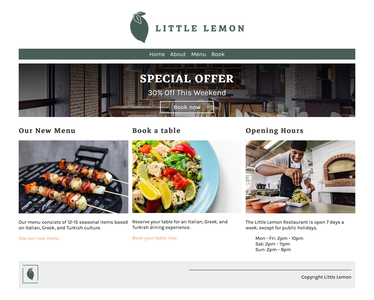 LITTLE LEMON
Home About Menu Book
SPECIAL OFFER
30% Off This Weekend
Book now
Our New Menu
Book a table
Opening Hours
Our menu consists of 12-15 seasonal items based
on Italian, Greek, and Turkish culture.
See our new menu
Reserve your table for an Italian, Greek, and
Turkish dining experience.
Book your table now
The Little Lemon Restaurant is open 7 days a
week, except for public holidays.
Mon - Fri: 2pm - 10pm
Sat: 2pm - 11pm
Sun: 2pm - 9pm
Copyright Little Lemon